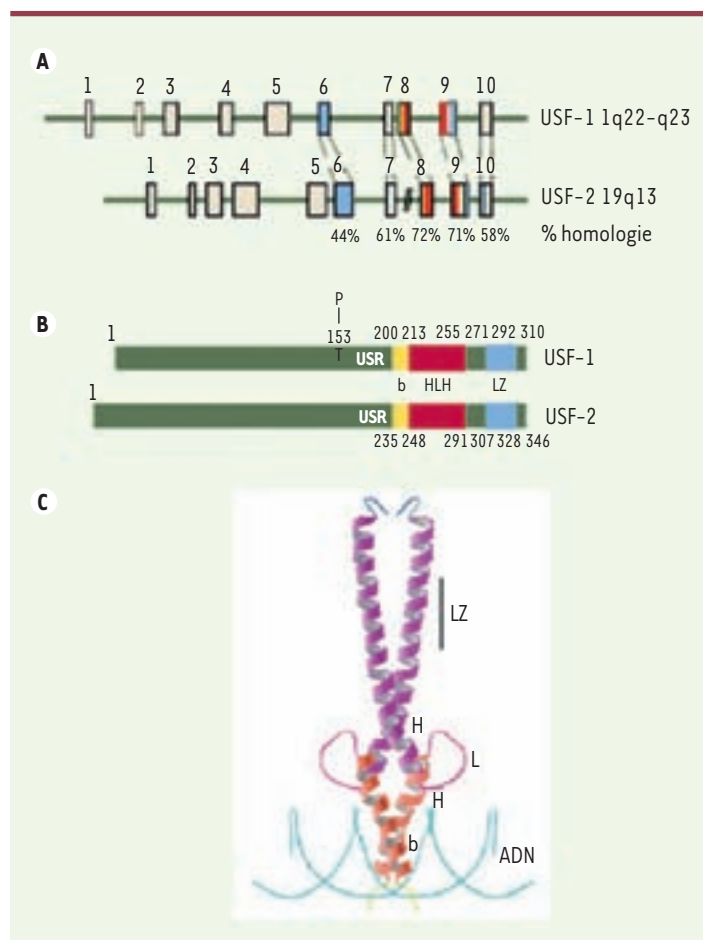 A
1 2 3 4 5 6 7 8 9 10
USF-1 1q22-q23
1 2 3 4 5 6 7 8 9 10
USF-2 19q13
44% 61% 72% 71% 58% % homologie
B
P
1 153 200 213 255 271 292 310
T USR USF-1
b HLH LZ
1
USR USF-2
235 248 291 307 328 346
C
LZ
H
L
H
b
ADN